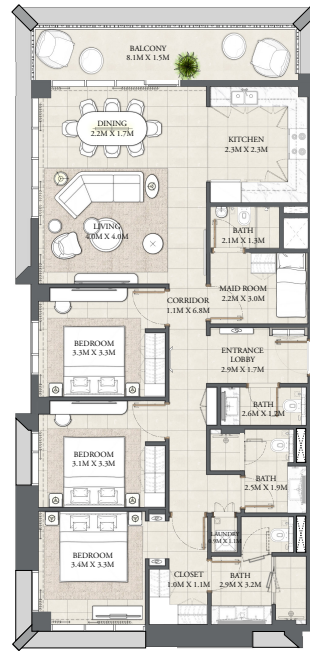 BALCONY
8.1M X 1.5M
DINING
2.2M X 1.7M
KITCHEN
2.3M X 2.3M
LIVING
4.0M X 4.0M
BATH
2.1M X 1.3M
MAID ROOM
2.2M X 3.0M
CORRIDOR
1.1M X 6.8M
BEDROOM
3.3M X 3.3M
ENTRANCE
LOBBY
2.9M X 1.7M
BATH
2.6M X 1.2M
BEDROOM
3.1M X 3.3M
BATH
2.5M X 1.9M
LAUNDRY
0.9M X 1.1M
BEDROOM
3.4M X 3.3M
CLOSET
1.0M X 1.1M
BATH
2.9M X 3.2M